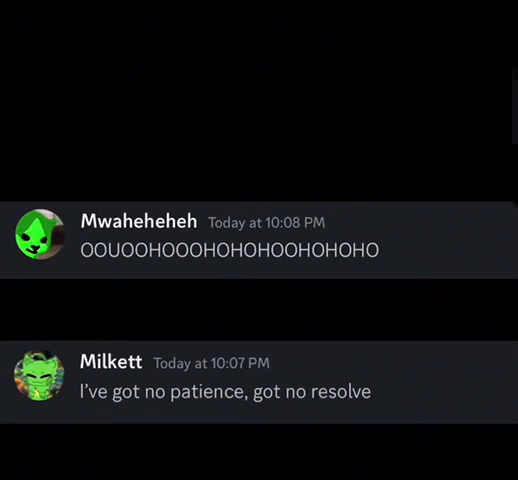 Mwaheheheh Today at 10:08 PM
OOUOOHOOOHOHOHOOHOHOHO
Milkett Today at 10:07 PM
I've got no patience, got no resolve